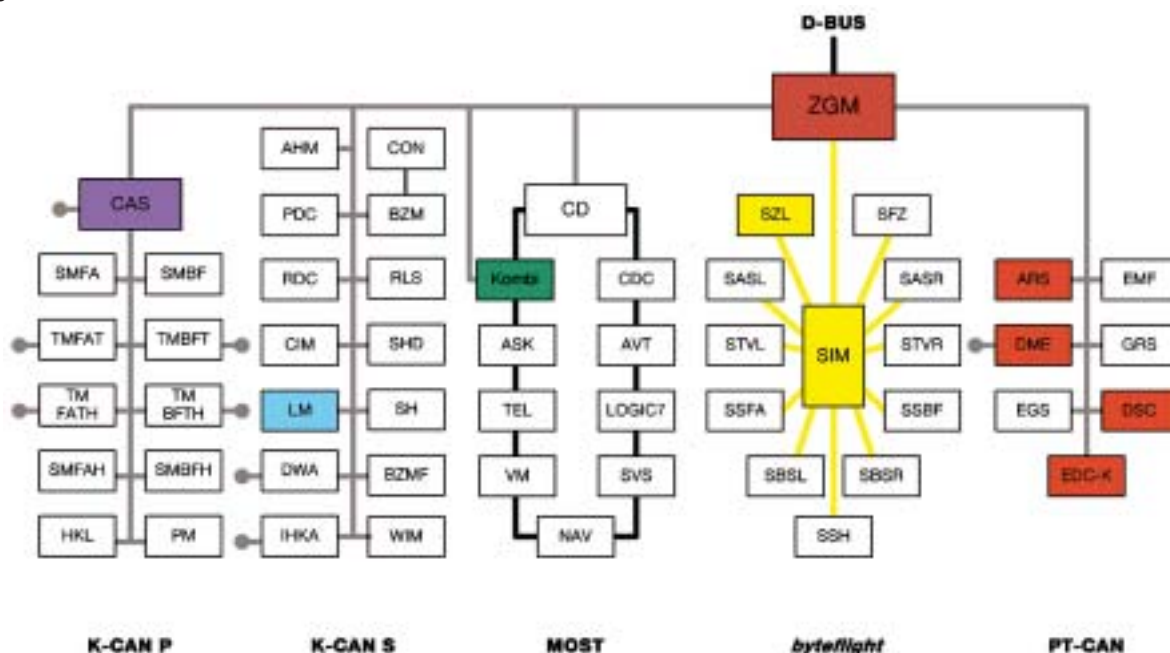 D-BUS
ZGM
CAS
SMFA
SMBF
TMFAT
TMBFT
TM
FATH
TM
BFTH
SMFAH
SMBFH
HKL
PM
AHM
CON
PDC
BZM
RDC
RLS
CIM
SHD
LM
SH
DWA
BZMF
IHKA
WIM
CD
Kombi
CDC
ASK
AVT
TEL
LOGIC7
VM
SVS
NAV
SZL
SFZ
SASL
SASR
STVL
SIM
STVR
SSFA
SSBF
SBSL
SBSR
SSH
ARS
EMF
DME
GRS
EGS
DSC
EDC-K
K-CAN P
K-CAN S
MOST
byteflight
PT-CAN